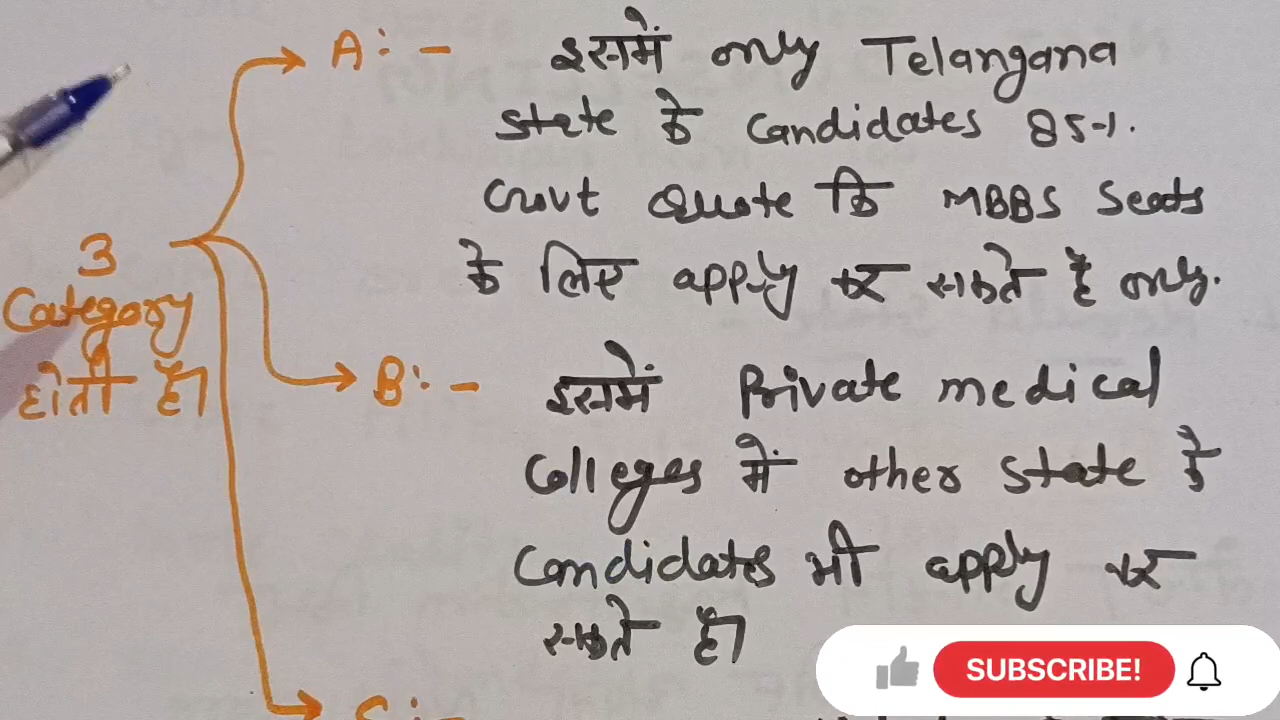 A:- इसमें only Telangana
state के candidates 85%.
Govt Quote कि MBBS Seats
के लिए apply कर सकते है only.
3
Category
होती है।
B:- इसमें Private medical
Colleges में other state के
Candidates भी apply कर
सकते है।
C:-
SUBSCRIBE!